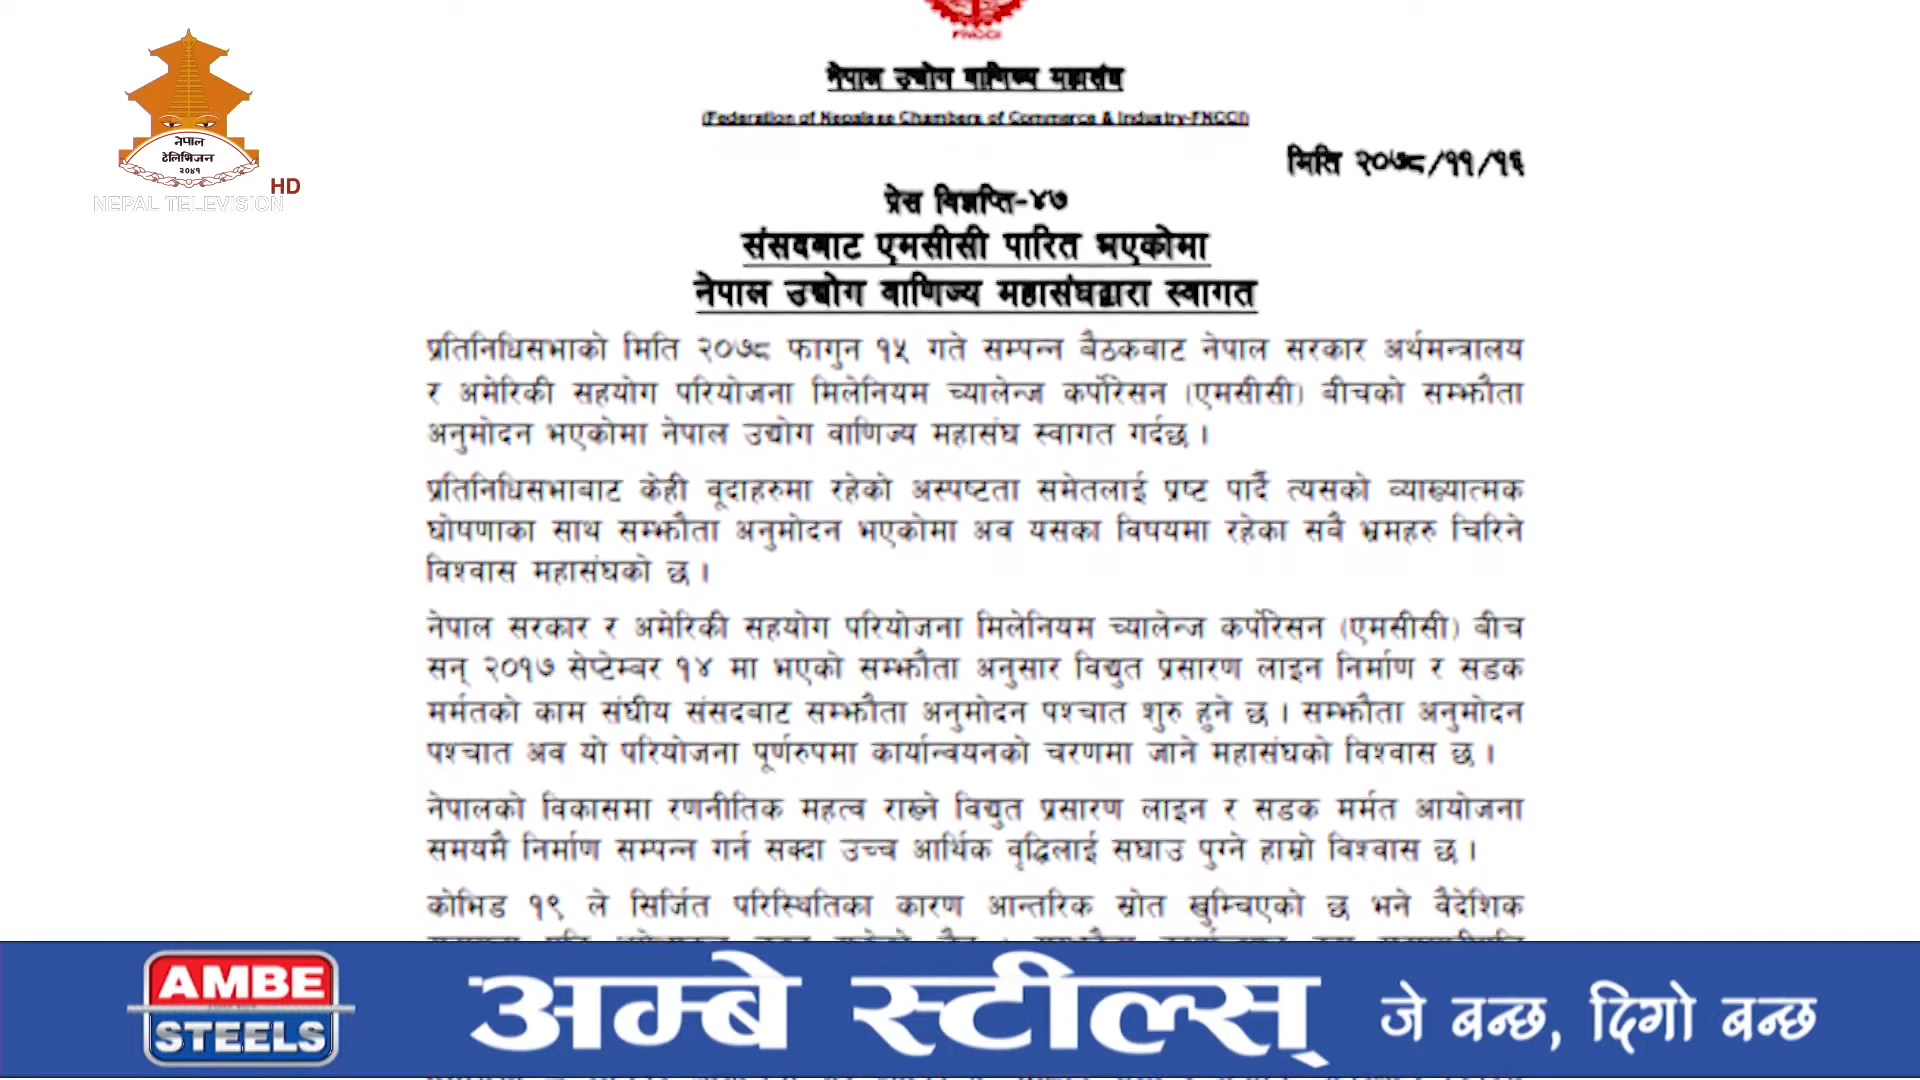 नेपाल
टेलिभिजन
२०४१
HD
NEPAL TELEVISION
FNCCI
नेपाल उद्योग वाणिज्य महासंघ
(Federation of Nepalese Chambers of Commerce & Industry-FNCCI)
मिति २०७८/११/१६
प्रेस विज्ञप्ति-४७
संसदबाट एमसीसी पारित भएकोमा
नेपाल उद्योग वाणिज्य महासंघद्वारा स्वागत
प्रतिनिधिसभाको मिति २०७८ फागुन १५ गते सम्पन्न बैठकबाट नेपाल सरकार अर्थमन्त्रालय
र अमेरिकी सहयोग परियोजना मिलेनियम च्यालेन्ज कर्पोरेसन (एमसीसी) बीचको सम्झौता
अनुमोदन भएकोमा नेपाल उद्योग वाणिज्य महासंघ स्वागत गर्दछ ।
प्रतिनिधिसभाबाट केही बूदाहरुमा रहेको अस्पष्टता समेतलाई प्रष्ट पार्दै त्यसको व्याख्यात्मक
घोषणाका साथ सम्झौता अनुमोदन भएकोमा अब यसका विषयमा रहेका सबै भ्रमहरु चिरिने
विश्वास महासंघको छ ।
नेपाल सरकार र अमेरिकी सहयोग परियोजना मिलेनियम च्यालेन्ज कर्पोरेसन (एमसीसी) बीच
सन् २०१७ सेप्टेम्बर १४ मा भएको सम्झौता अनुसार विद्युत प्रसारण लाइन निर्माण र सडक
मर्मतको काम संघीय संसदबाट सम्झौता अनुमोदन पश्चात शुरु हुने छ । सम्झौता अनुमोदन
पश्चात अब यो परियोजना पूर्णरुपमा कार्यान्वयनको चरणमा जाने महासंघको विश्वास छ ।
नेपालको विकासमा रणनीतिक महत्व राख्ने विद्युत प्रसारण लाइन र सडक मर्मत आयोजना
समयमै निर्माण सम्पन्न गर्न सक्दा उच्च आर्थिक वृद्धिलाई सघाउ पुग्ने हाम्रो विश्वास छ ।
कोभिड १९ ले सिर्जित परिस्थितिका कारण आन्तरिक स्रोत खुम्चिएको छ भने वैदेशिक
AMBE
STEELS
अम्बे स्टील्स् जे बन्छ, दिगो बन्छ